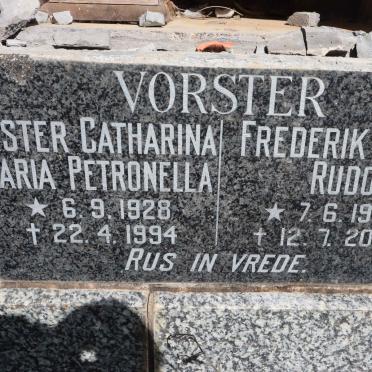 VORSTER
STER CATHARINA FREDERIK
ARIA PETRONELLA RUDO
★ 6.9.1928 ★ 7.6.19
† 22.4.1994 † 12.7.20
RUS IN VREDE.